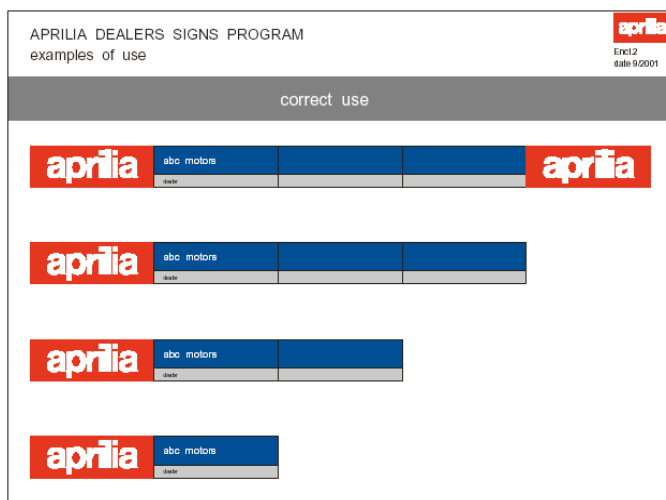 APRILIA DEALERS SIGNS PROGRAM
examples of use
aprilia
Encl.2
date 9/2001
correct use
aprilia abc motors aprilia
dealer
aprilia abc motors
dealer
aprilia abc motors
dealer
aprilia abc motors
dealer